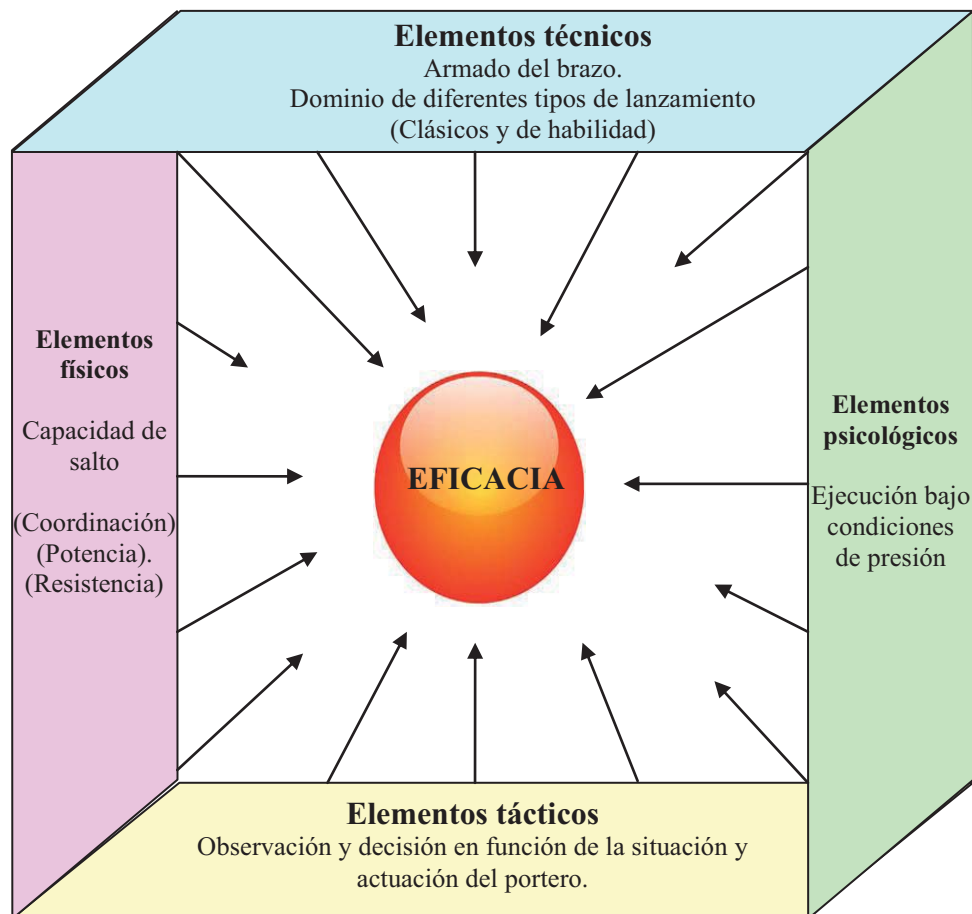 Elementos técnicos
Armado del brazo.
Dominio de diferentes tipos de lanzamiento
(Clásicos y de habilidad)
Elementos
físicos
Capacidad de
salto
(Coordinación)
(Potencia).
(Resistencia)
EFICACIA
Elementos
psicológicos
Ejecución bajo
condiciones
de presión
Elementos tácticos
Observación y decisión en función de la situación y
actuación del portero.